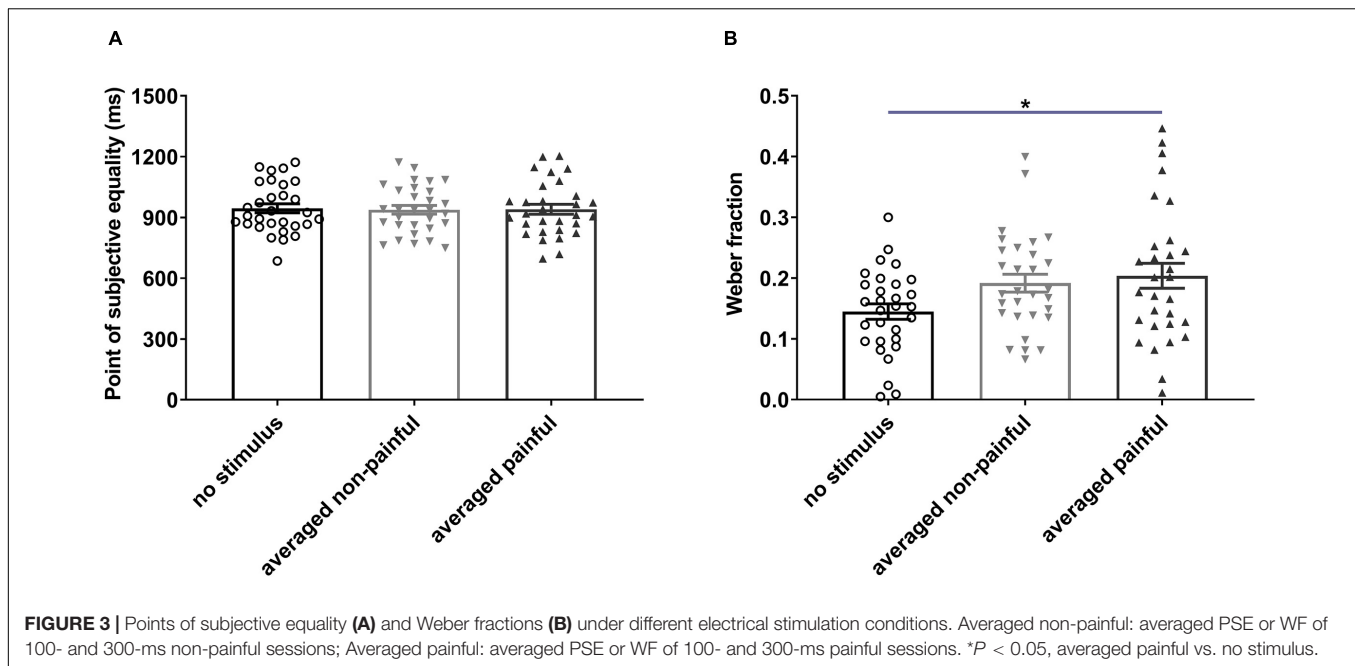 A
Point of subjective equality (ms)
1500
1200
900
600
300
0
no stimulus
averaged non-painful
averaged painful
B
Weber fraction
0.5
0.4
0.3
0.2
0.1
0.0
*
no stimulus
averaged non-painful
averaged painful
FIGURE 3 | Points of subjective equality (A) and Weber fractions (B) under different electrical stimulation conditions. Averaged non-painful: averaged PSE or WF of
100- and 300-ms non-painful sessions; Averaged painful: averaged PSE or WF of 100- and 300-ms painful sessions. *P < 0.05, averaged painful vs. no stimulus.